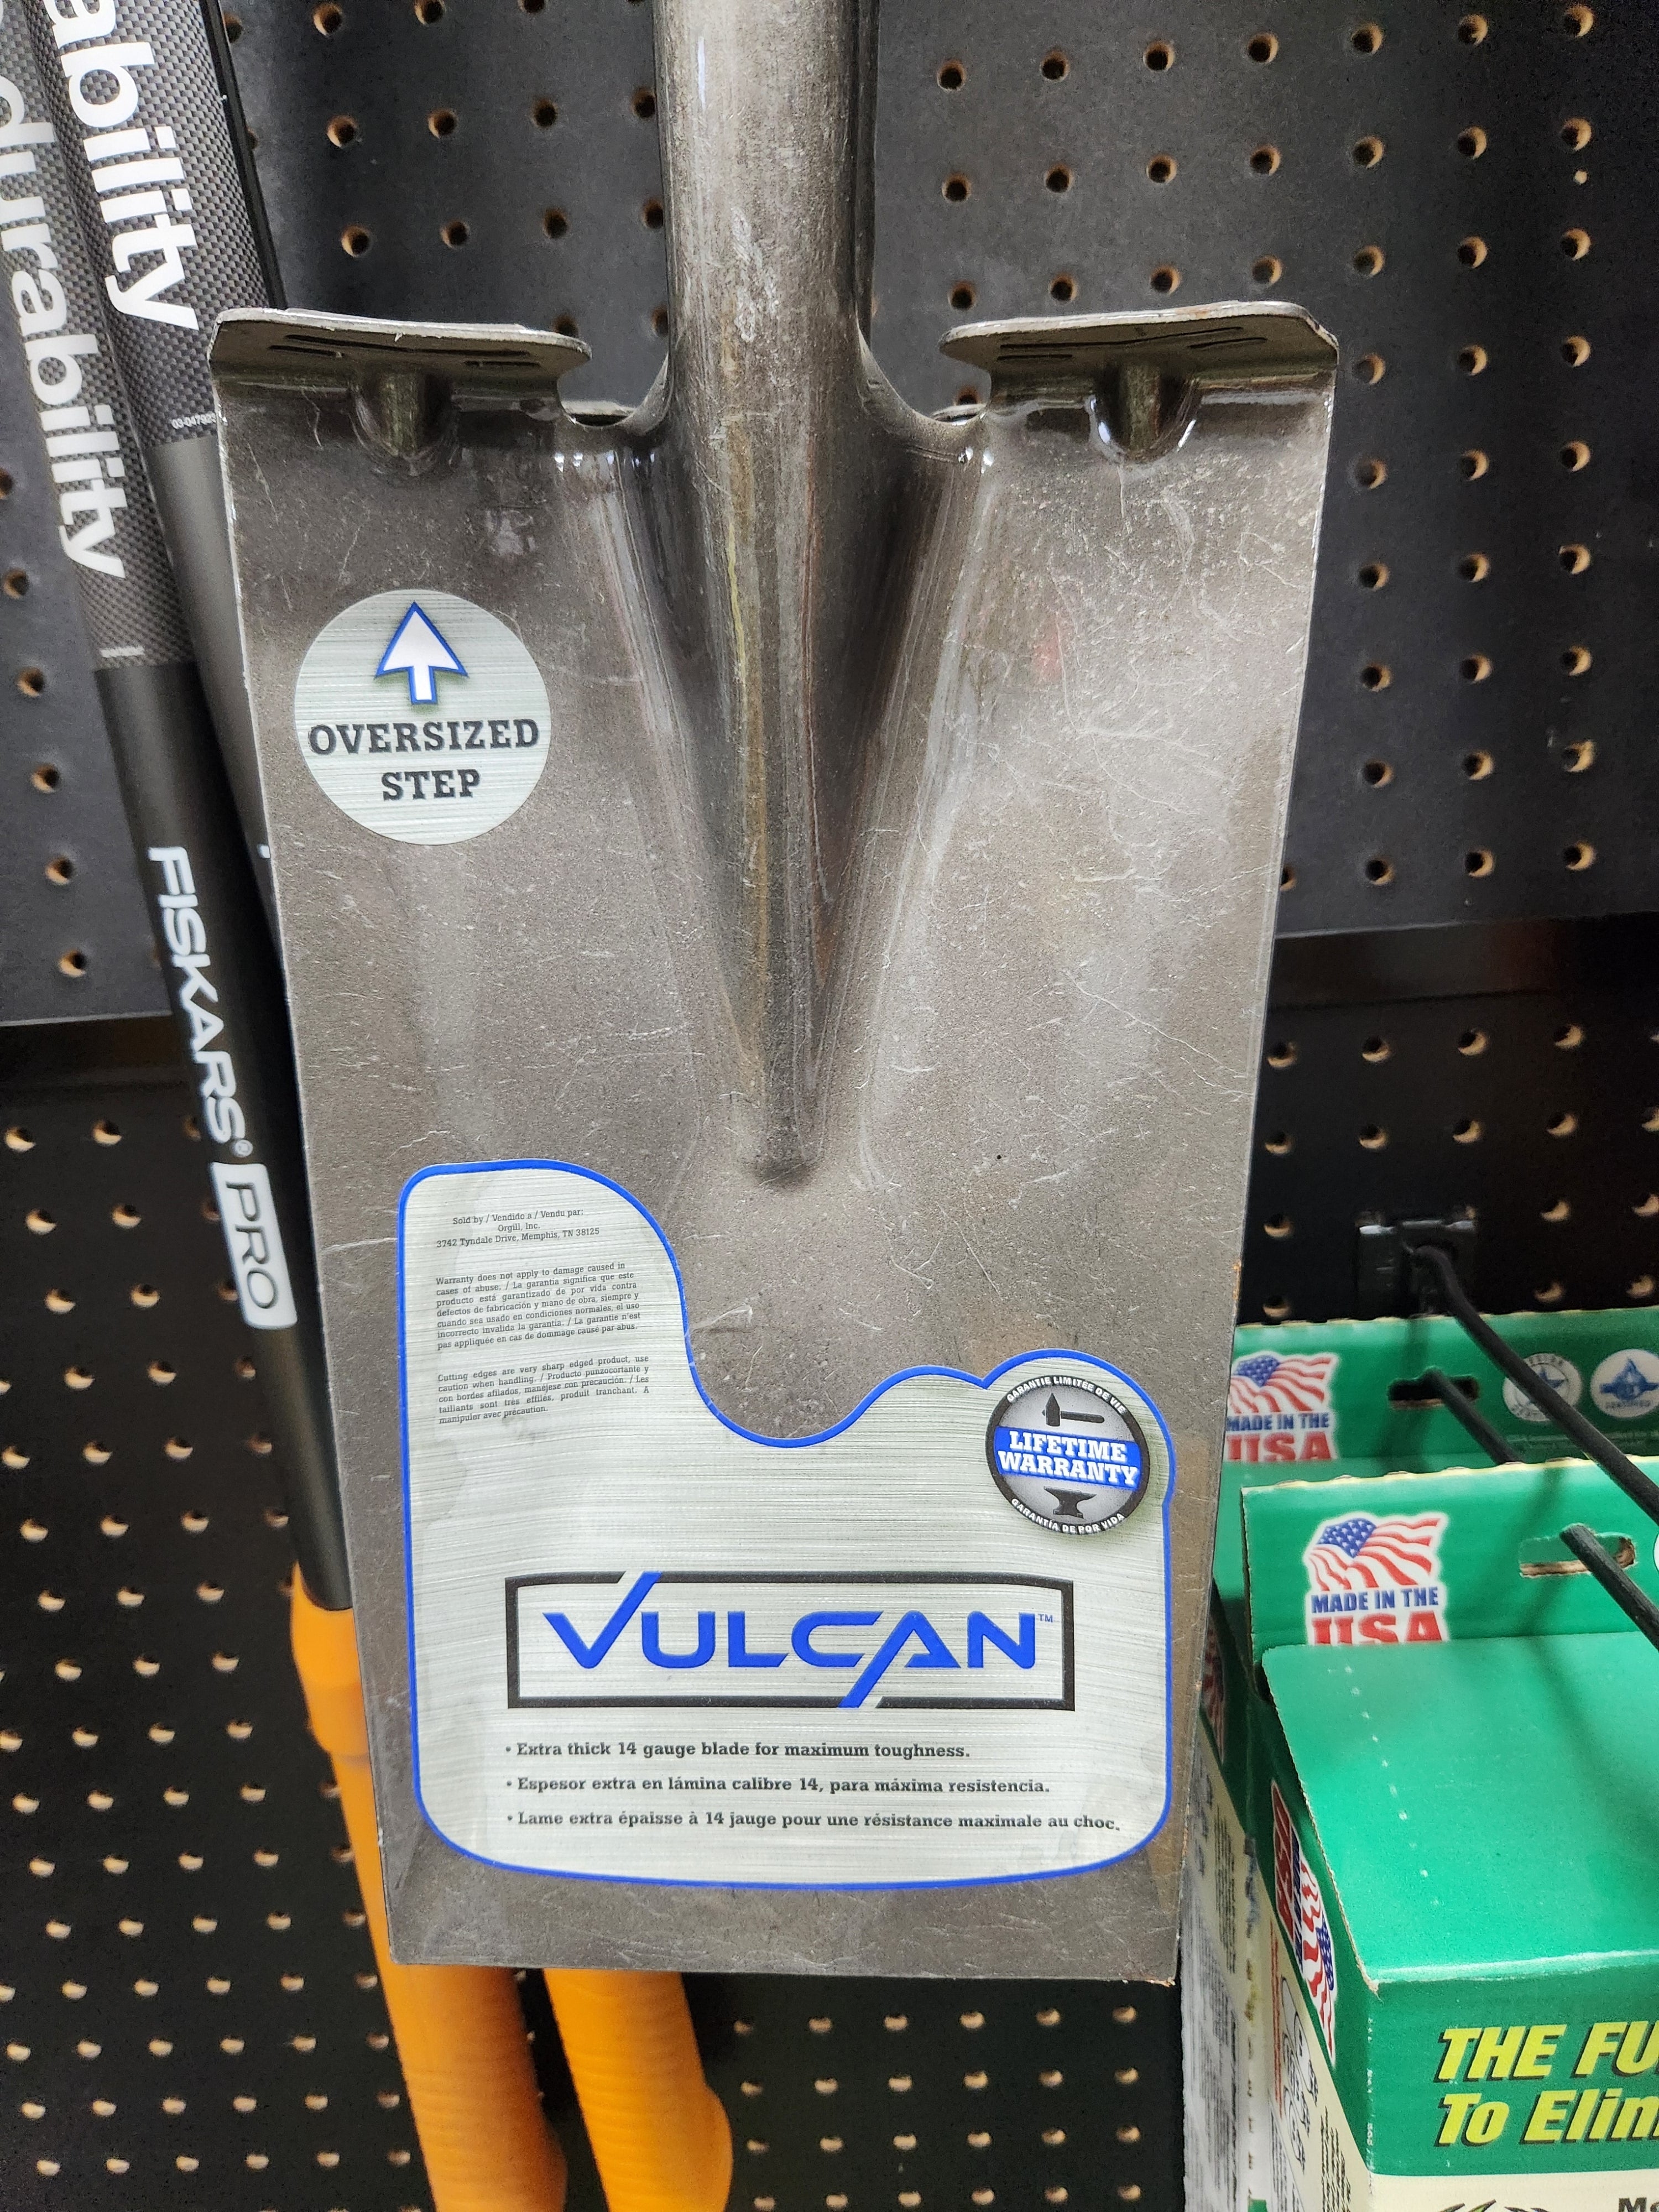 ability
durability
03-04792
FISKARS® PRO
OVERSIZED
STEP
Sold by / Vendido a / Vendu par:
Orgill, Inc.
3742 Tyndale Drive, Memphis, TN 38125
Warranty does not apply to damage caused in
cases of abuse. / La garantia significa que este
producto está garantizado de por vida contra
defectos de fabricación y mano de obra, siempre y
cuando sea usado en condiciones normales, el uso
incorrecto invalida la garantia. / La garantie n'est
pas appliquée en cas de dommage causé par abus.
Cutting edges are very sharp edged product, use
caution when handling. / Producto punzocortante y
con bordes afilados, manéjese con precaución. / Les
taillants sont très effilés, produit tranchant. A
manipuler avec précaution.
GARANTIE LIMITÉE DE VIE
LIFETIME
WARRANTY
GARANTÍA DE POR VIDA
VULCAN™
• Extra thick 14 gauge blade for maximum toughness.
• Espesor extra en lámina calibre 14, para máxima resistencia.
• Lame extra épaisse à 14 jauge pour une résistance maximale au choc.
MADE IN THE
USA
MADE IN THE
USA
THE FU
To Elim